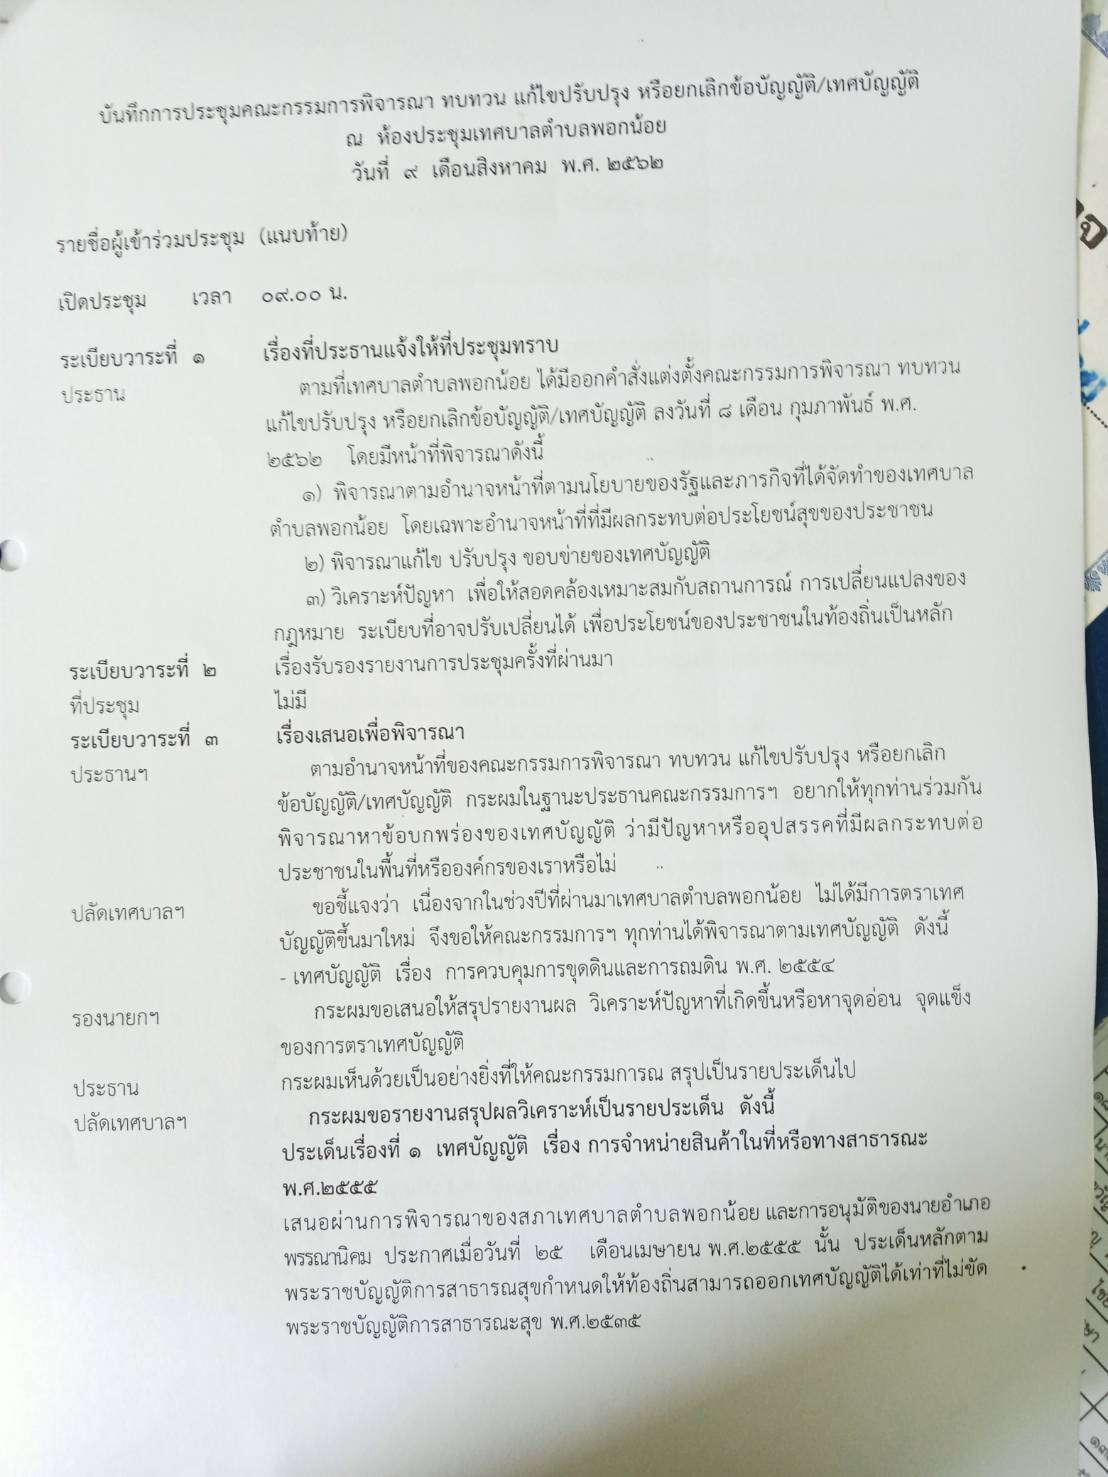 บันทึกการประชุมคณะกรรมการพิจารณา ทบทวน แก้ไขปรับปรุง หรือยกเลิกข้อบัญญัติ/เทศบัญญัติ
ณ ห้องประชุมเทศบาลตำบลพอกน้อย
วันที่ ๙ เดือนสิงหาคม พ.ศ. ๒๕๖๒
รายชื่อผู้เข้าร่วมประชุม (แนบท้าย)
เปิดประชุม เวลา ๐๙.๐๐ น.
ระเบียบวาระที่ ๑ เรื่องที่ประธานแจ้งให้ที่ประชุมทราบ
ประธาน ตามที่เทศบาลตำบลพอกน้อย ได้มีออกคำสั่งแต่งตั้งคณะกรรมการพิจารณา ทบทวน
แก้ไขปรับปรุง หรือยกเลิกข้อบัญญัติ/เทศบัญญัติ ลงวันที่ ๘ เดือน กุมภาพันธ์ พ.ศ.
๒๕๖๒ โดยมีหน้าที่พิจารณาดังนี้
๑) พิจารณาตามอำนาจหน้าที่ตามนโยบายของรัฐและภารกิจที่ได้จัดทำของเทศบาล
ตำบลพอกน้อย โดยเฉพาะอำนาจหน้าที่ที่มีผลกระทบต่อประโยชน์สุขของประชาชน
๒) พิจารณาแก้ไข ปรับปรุง ขอบข่ายของเทศบัญญัติ
๓) วิเคราะห์ปัญหา เพื่อให้สอดคล้องเหมาะสมกับสถานการณ์ การเปลี่ยนแปลงของ
กฎหมาย ระเบียบที่อาจปรับเปลี่ยนได้ เพื่อประโยชน์ของประชาชนในท้องถิ่นเป็นหลัก
ระเบียบวาระที่ ๒ เรื่องรับรองรายงานการประชุมครั้งที่ผ่านมา
ที่ประชุม ไม่มี
ระเบียบวาระที่ ๓ เรื่องเสนอเพื่อพิจารณา
ประธานฯ ตามอำนาจหน้าที่ของคณะกรรมการพิจารณา ทบทวน แก้ไขปรับปรุง หรือยกเลิก
ข้อบัญญัติ/เทศบัญญัติ กระผมในฐานะประธานคณะกรรมการฯ อยากให้ทุกท่านร่วมกัน
พิจารณาหาข้อบกพร่องของเทศบัญญัติ ว่ามีปัญหาหรืออุปสรรคที่มีผลกระทบต่อ
ประชาชนในพื้นที่หรือองค์กรของเราหรือไม่
ปลัดเทศบาลฯ ขอชี้แจงว่า เนื่องจากในช่วงปีที่ผ่านมาเทศบาลตำบลพอกน้อย ไม่ได้มีการตราเทศ
บัญญัติขึ้นมาใหม่ จึงขอให้คณะกรรมการฯ ทุกท่านได้พิจารณาตามเทศบัญญัติ ดังนี้
- เทศบัญญัติ เรื่อง การควบคุมการขุดดินและการถมดิน พ.ศ. ๒๕๕๔
รองนายกฯ กระผมขอเสนอให้สรุปรายงานผล วิเคราะห์ปัญหาที่เกิดขึ้นหรือหาจุดอ่อน จุดแข็ง
ของการตราเทศบัญญัติ
ประธาน กระผมเห็นด้วยเป็นอย่างยิ่งที่ให้คณะกรรมการณ สรุปเป็นรายประเด็นไป
ปลัดเทศบาลฯ กระผมขอรายงานสรุปผลวิเคราะห์เป็นรายประเด็น ดังนี้
ประเด็นเรื่องที่ ๑ เทศบัญญัติ เรื่อง การจำหน่ายสินค้าในที่หรือทางสาธารณะ
พ.ศ.๒๕๕๕
เสนอผ่านการพิจารณาของสภาเทศบาลตำบลพอกน้อย และการอนุมัติของนายอำเภอ
พรรณานิคม ประกาศเมื่อวันที่ ๒๕ เดือนเมษายน พ.ศ.๒๕๕๕ นั้น ประเด็นหลักตาม
พระราชบัญญัติการสาธารณสุขกำหนดให้ท้องถิ่นสามารถออกเทศบัญญัติได้เท่าที่ไม่ขัด
พระราชบัญญัติการสาธารณะสุข พ.ศ.๒๕๓๕